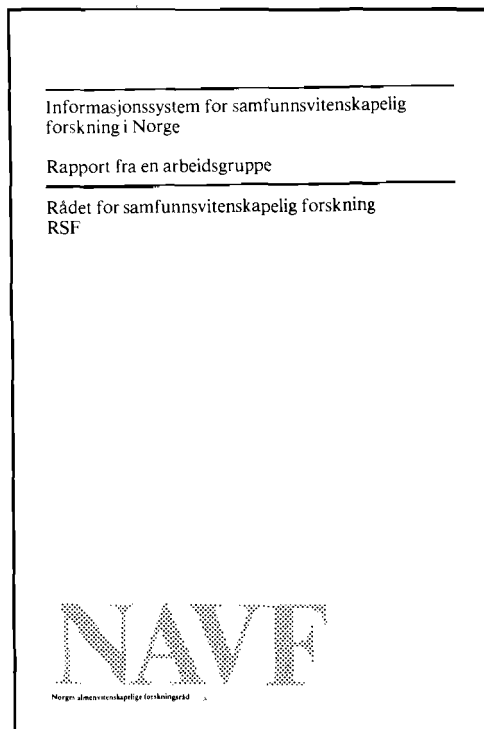 Informasjonssystem for samfunnsvitenskapelig
forskning i Norge
Rapport fra en arbeidsgruppe
Rådet for samfunnsvitenskapelig forskning
RSF
NAVF
Norges almenvitenskapelige forskningsråd